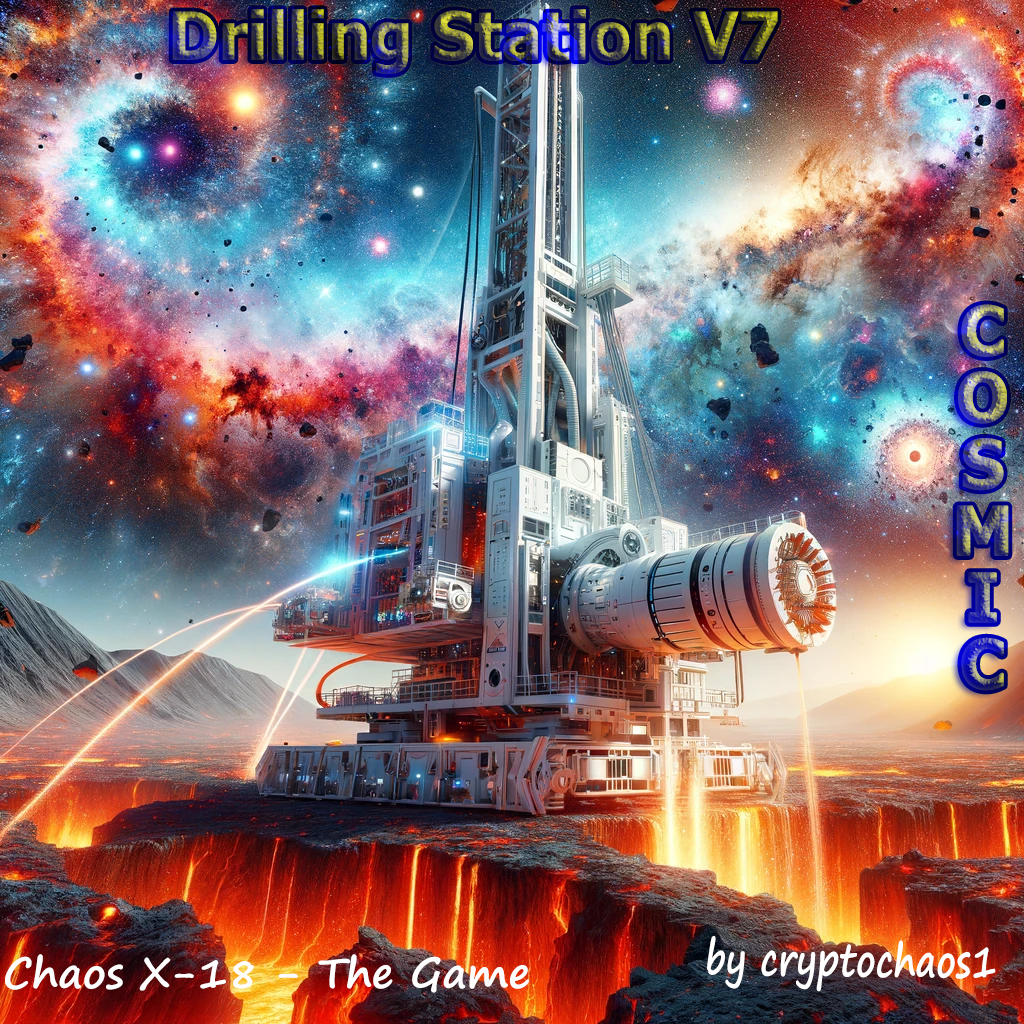 Drilling Station V7
COSMIC
Chaos X-18 - The Game
by cryptochaos1